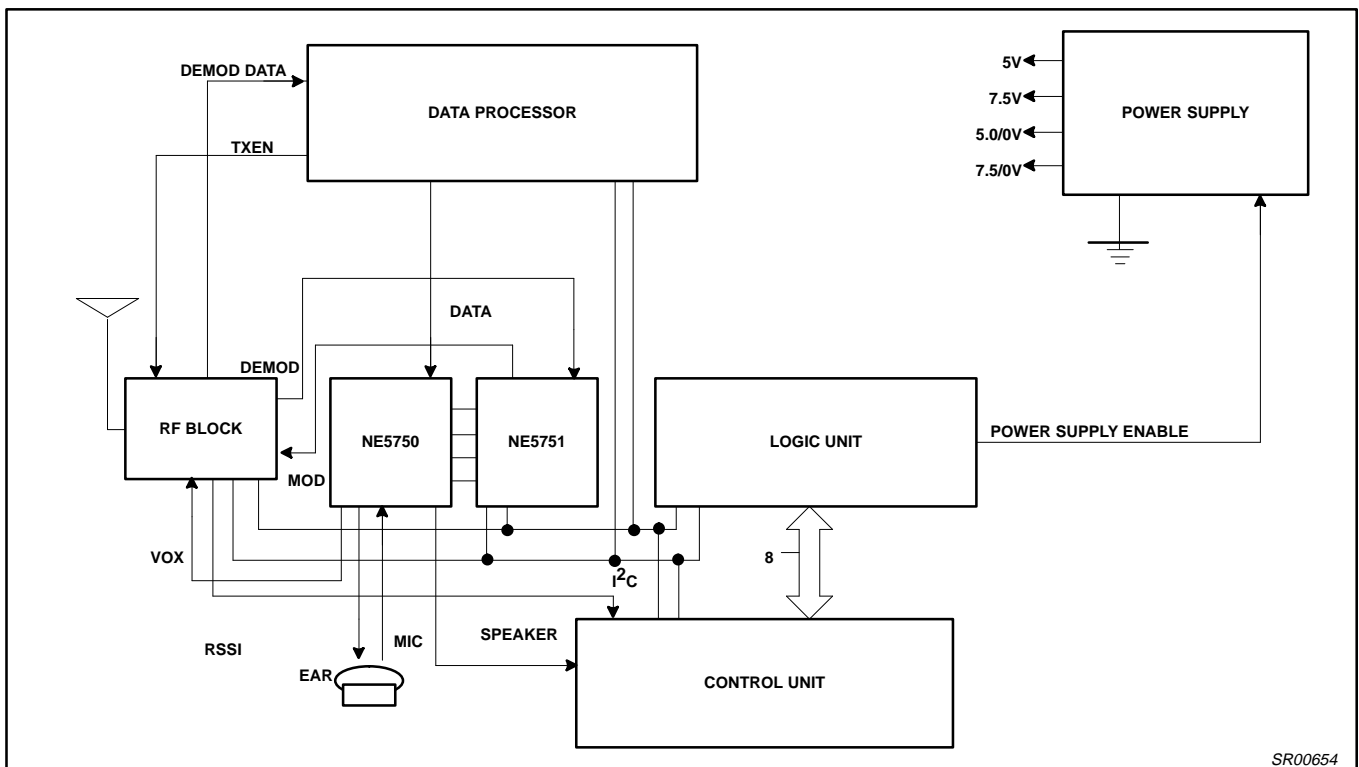 DEMOD DATA
DATA PROCESSOR
TXEN
5V
7.5V
5.0/0V
7.5/0V
POWER SUPPLY
DATA
DEMOD
RF BLOCK
NE5750
NE5751
LOGIC UNIT
POWER SUPPLY ENABLE
MOD
VOX
I²C
8
RSSI
EAR
MIC
SPEAKER
CONTROL UNIT
SR00654